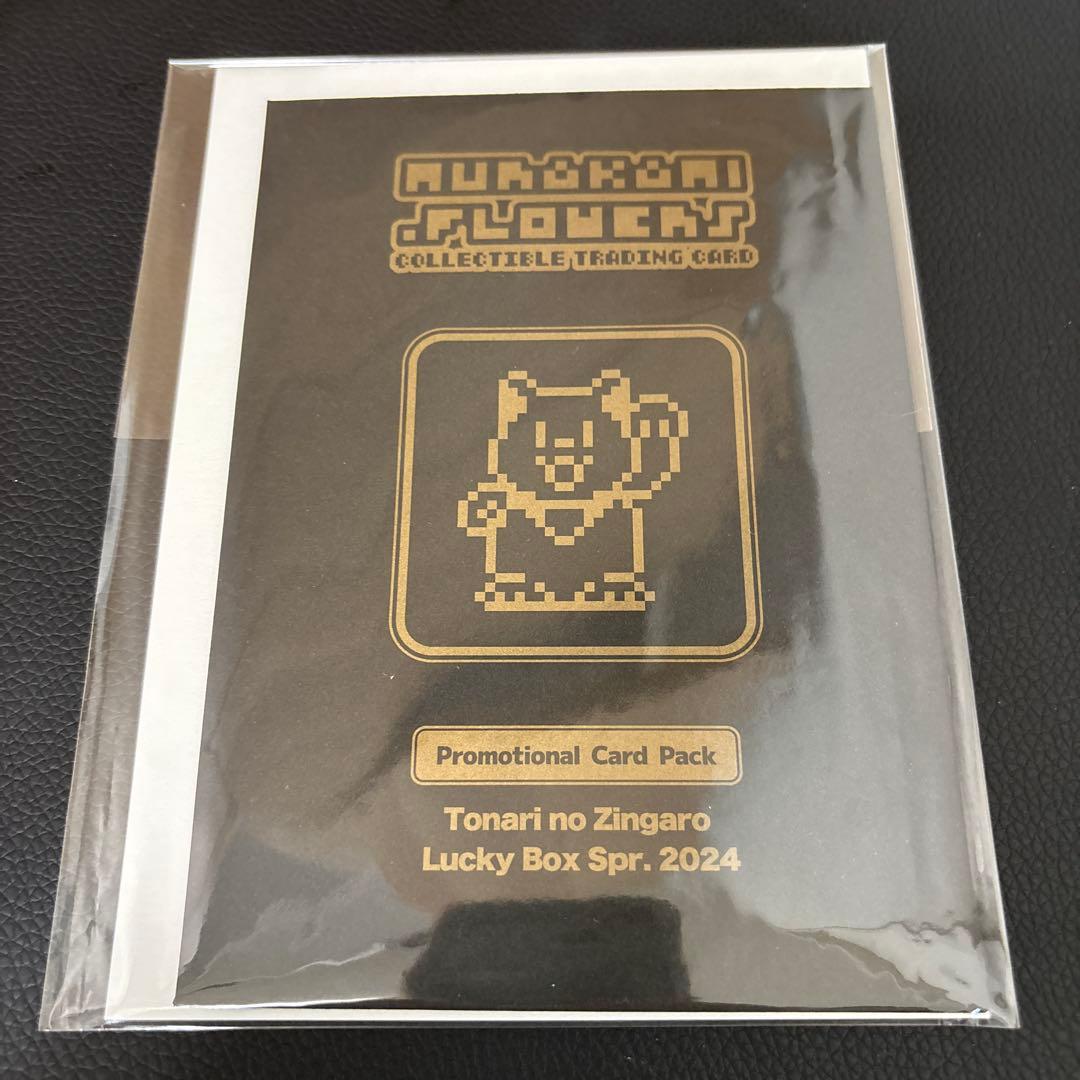 MURAKAMI
.FLOWERS
COLLECTIBLE TRADING CARD
Promotional Card Pack
Tonari no Zingaro
Lucky Box Spr. 2024